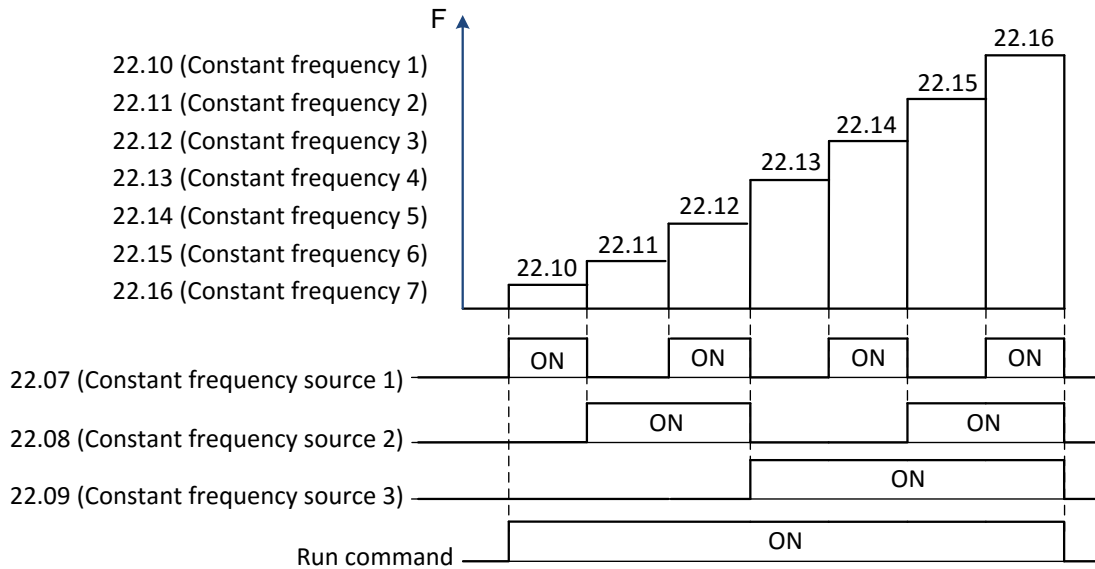 F
22.10 (Constant frequency 1)
22.11 (Constant frequency 2)
22.12 (Constant frequency 3)
22.13 (Constant frequency 4)
22.14 (Constant frequency 5)
22.15 (Constant frequency 6)
22.16 (Constant frequency 7)
22.10
22.11
22.12
22.13
22.14
22.15
22.16
22.07 (Constant frequency source 1)
ON
ON
ON
ON
22.08 (Constant frequency source 2)
ON
ON
22.09 (Constant frequency source 3)
ON
Run command
ON